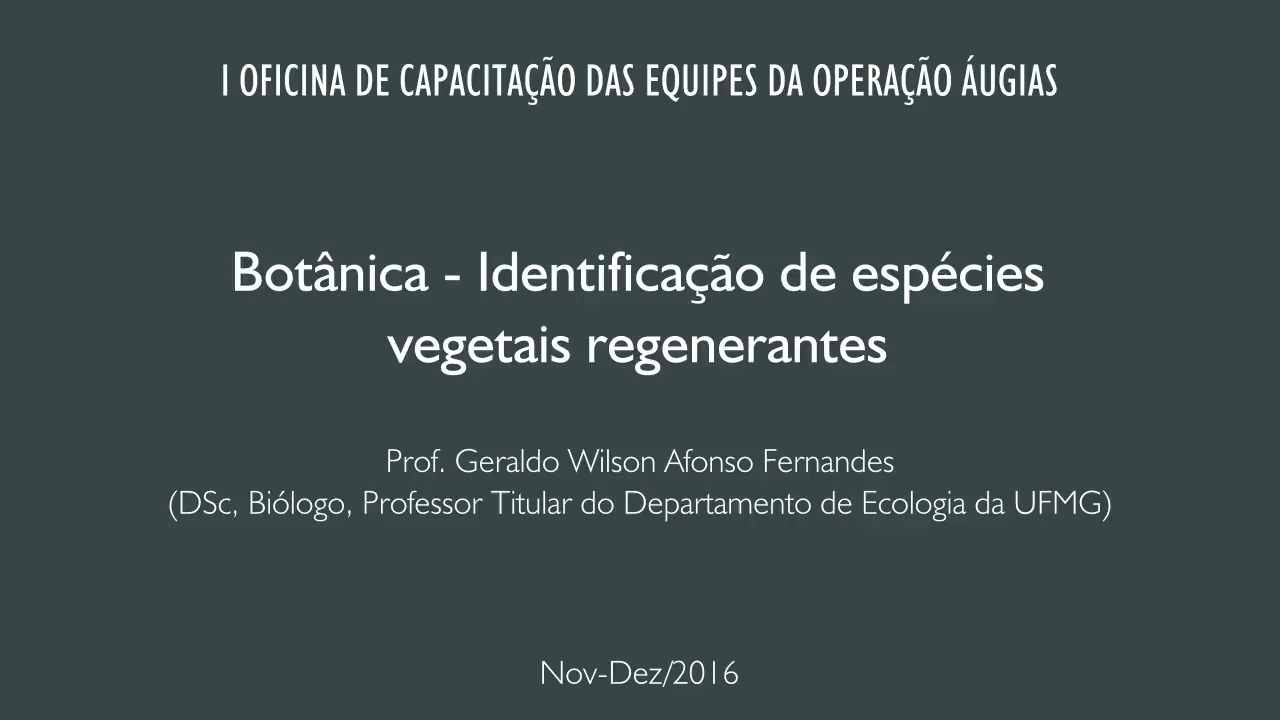 I OFICINA DE CAPACITAÇÃO DAS EQUIPES DA OPERAÇÃO ÁUGIAS
Botânica - Identificação de espécies
vegetais regenerantes
Prof. Geraldo Wilson Afonso Fernandes
(DSc, Biólogo, Professor Titular do Departamento de Ecologia da UFMG)
Nov-Dez/2016